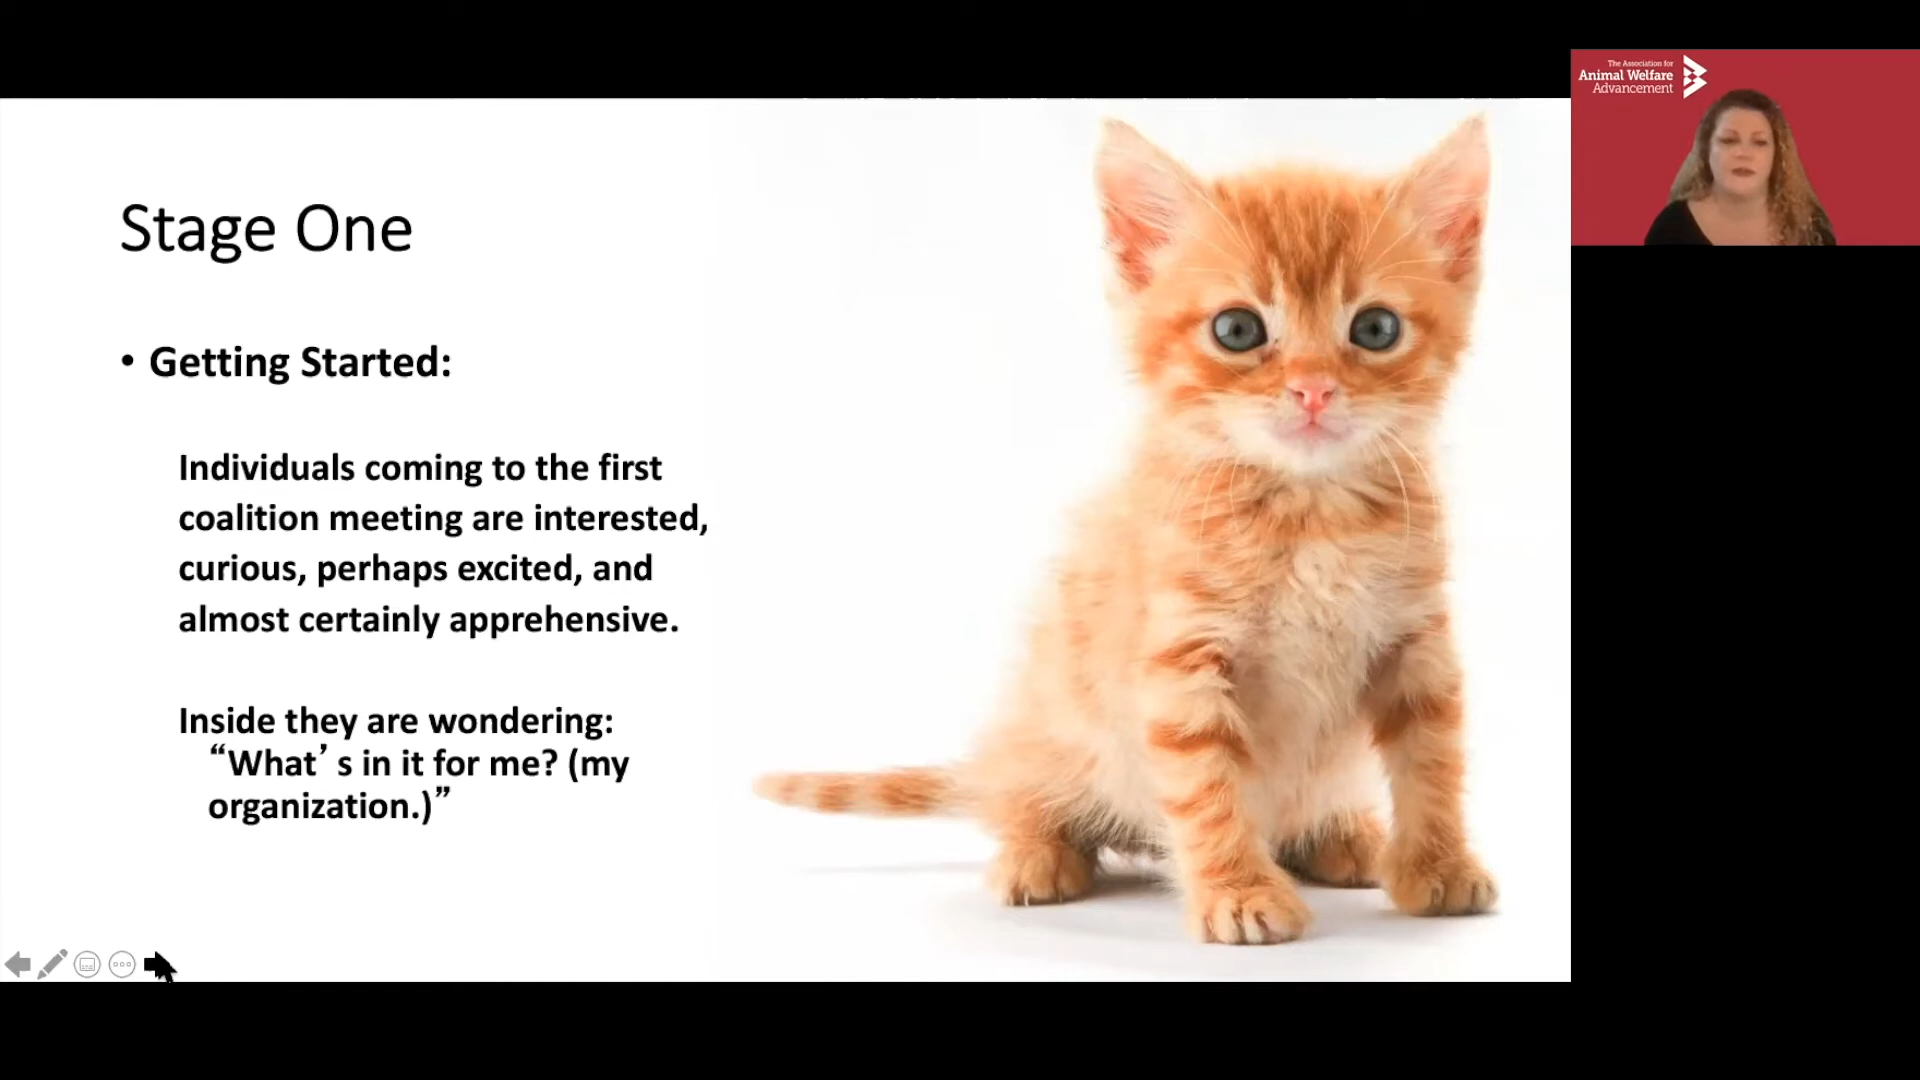 The Association for
Animal Welfare
Advancement
Stage One
• Getting Started:
Individuals coming to the first
coalition meeting are interested,
curious, perhaps excited, and
almost certainly apprehensive.
Inside they are wondering:
“What’ s in it for me? (my
organization.)”